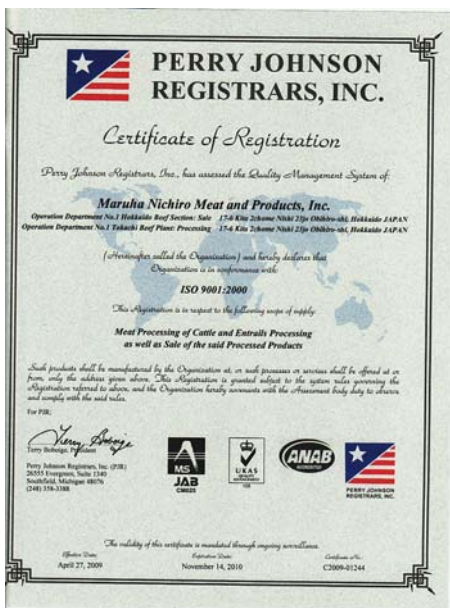 PERRY JOHNSON
REGISTRARS, INC.
Certificate of Registration
Perry Johnson Registrars, Inc., has assessed the Quality Management System of:
Maruha Nichiro Meat and Products, Inc.
Operation Department No.1 Hokkaido Beef Section: Sale 17-6 Kita 2chome Nishi 23jo Obihiro-shi, Hokkaido JAPAN
Operation Department No.1 Tokachi Beef Plant: Processing 17-6 Kita 2chome Nishi 23jo Obihiro-shi, Hokkaido JAPAN
(Hereinafter called the Organization) and hereby declares that
Organization is in conformance with:
ISO 9001:2000
This Registration is in respect to the following scope of supply:
Meat Processing of Cattle and Entrails Processing
as well as Sale of the said Processed Products
Such products shall be manufactured by the Organization at, or such processes or services shall be offered at or
from, only the address given above. This Registration is granted subject to the system rules governing the
Registration referred to above, and the Organization hereby covenants with the Assessment body duty to observe
and comply with the said rules.
For PJR:
Terry Boboige, President
Perry Johnson Registrars, Inc. (PJR)
26555 Evergreen, Suite 1340
Southfield, Michigan 48076
(248) 358-3388
MS
JAB
CM025
UKAS
QUALITY
MANAGEMENT
ANAB
ACCREDITED
PERRY JOHNSON
REGISTRARS, INC.
The validity of this certificate is mandated through ongoing surveillance.
Effective Date:
April 27, 2009
Expiration Date:
November 14, 2010
Certificate No.:
C2009-01244